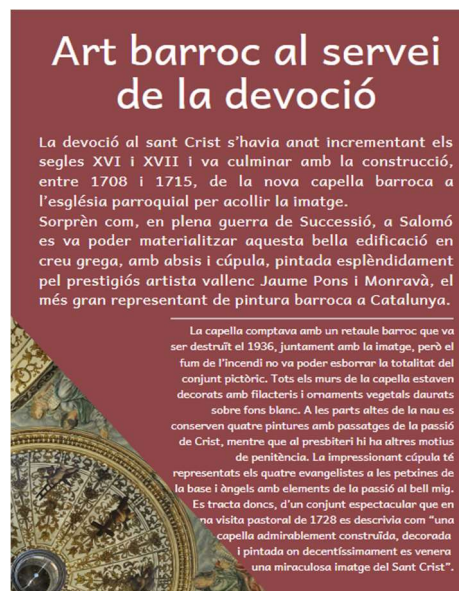 Art barroc al servei
de la devoció
La devoció al sant Crist s'havia anat incrementant els
segles XVI i XVII i va culminar amb la construcció,
entre 1708 i 1715, de la nova capella barroca a
l'església parroquial per acollir la imatge.
Sorprèn com, en plena guerra de Successió, a Salomó
es va poder materialitzar aquesta bella edificació en
creu grega, amb absis i cúpula, pintada esplèndidament
pel prestigiós artista vallenc Jaume Pons i Monravà, el
més gran representant de pintura barroca a Catalunya.
La capella comptava amb un retaule barroc que va
ser destruït el 1936, juntament amb la imatge, però el
fum de l'incendi no va poder esborrar la totalitat del
conjunt pictòric. Tots els murs de la capella estaven
decorats amb filacteris i ornaments vegetals daurats
sobre fons blanc. A les parts altes de la nau es
conserven quatre pintures amb passatges de la passió
de Crist, mentre que al presbiteri hi ha altres motius
de penitència. La impressionant cúpula té
representats els quatre evangelistes a les petxines de
la base i àngels amb elements de la passió al bell mig.
Es tracta doncs, d'un conjunt espectacular que en
na visita pastoral de 1728 es descrivia com "una
capella admirablement construïda, decorada
i pintada on decentíssimament es venera
una miraculosa imatge del Sant Crist".